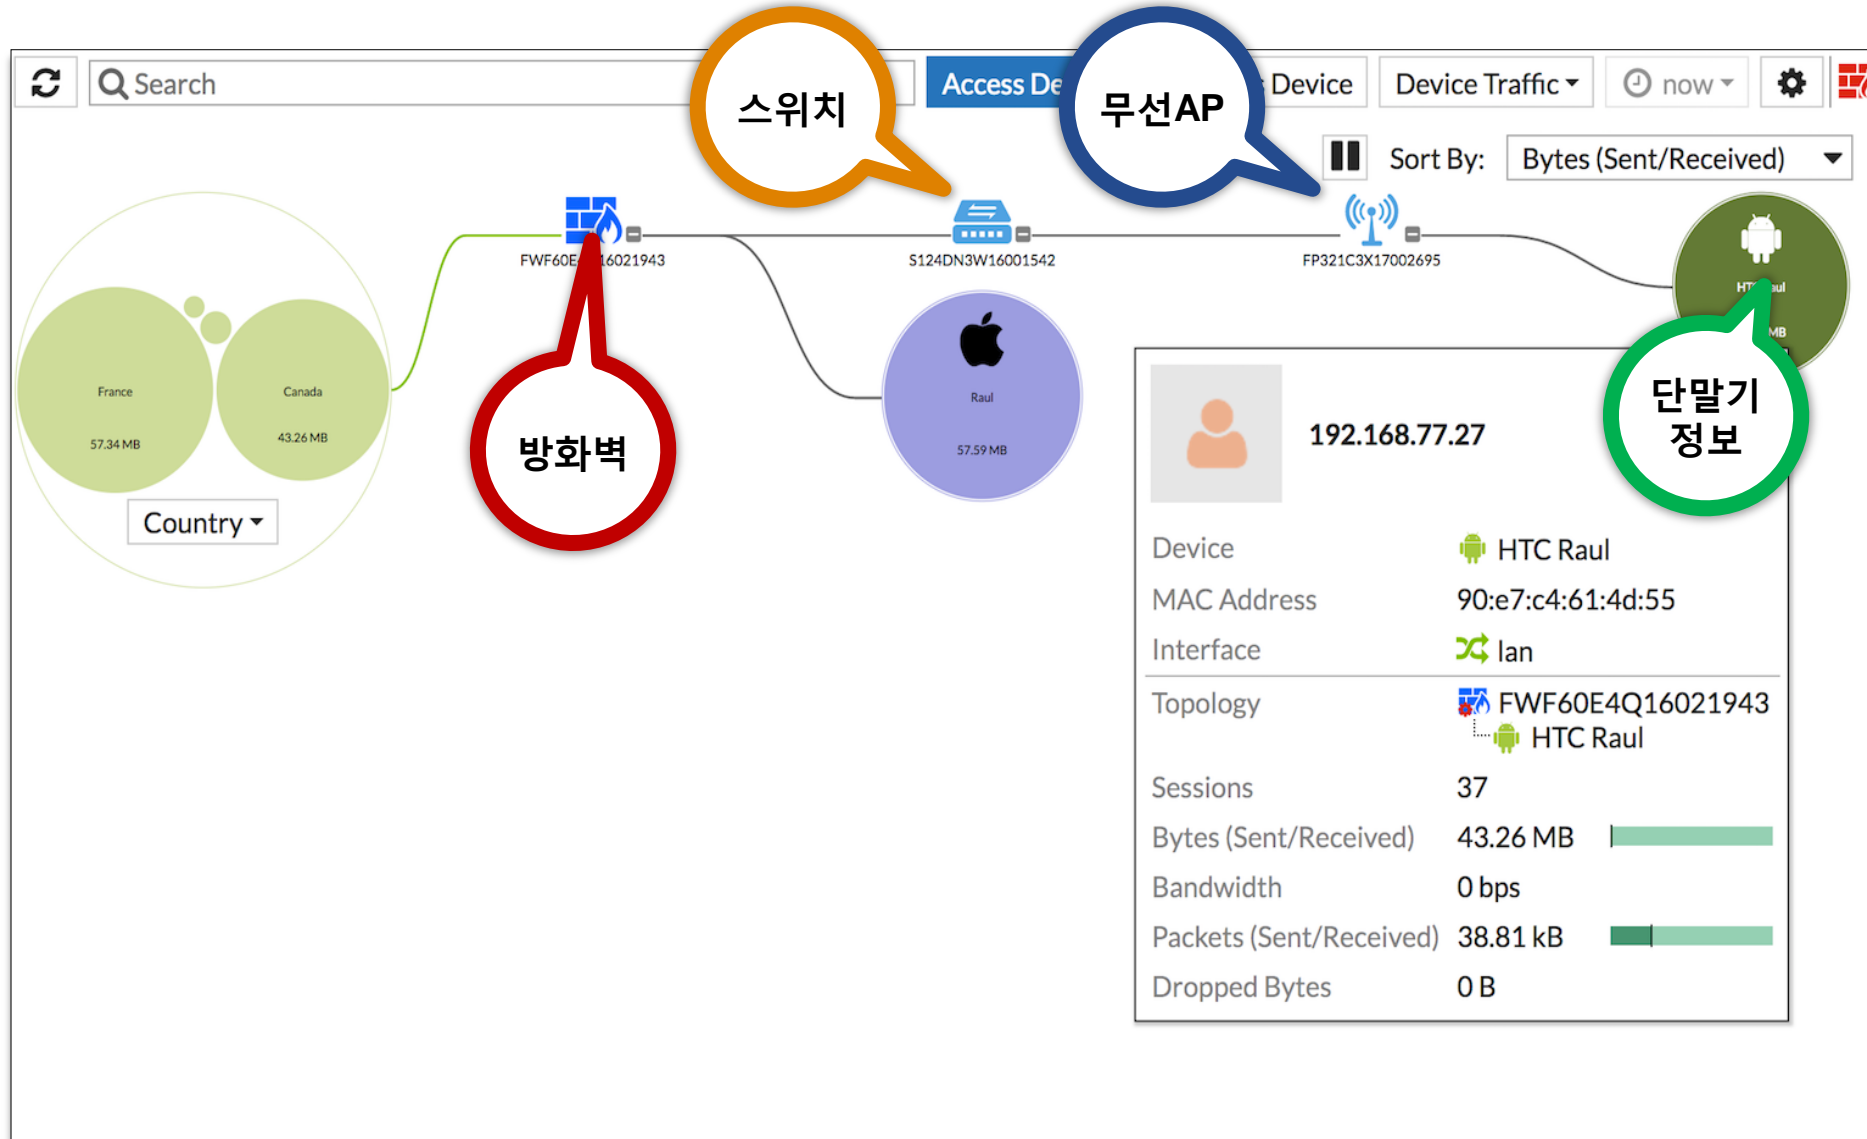 Search
스위치
Access De
무선AP
Device
Device Traffic
now
Sort By:
Bytes (Sent/Received)
FWF60E 16021943
S124DN3W16001542
FP321C3X17002695
HT aul
MB
France
57.34 MB
Canada
43.26 MB
Country
방화벽
Raul
57.59 MB
단말기
정보
192.168.77.27
Device HTC Raul
MAC Address 90:e7:c4:61:4d:55
Interface lan
Topology FWF60E4Q16021943
HTC Raul
Sessions 37
Bytes (Sent/Received) 43.26 MB
Bandwidth 0 bps
Packets (Sent/Received) 38.81 kB
Dropped Bytes 0 B